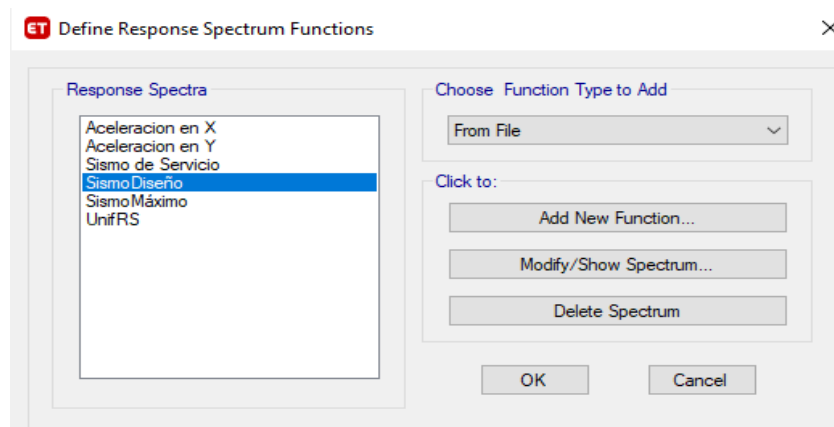 ET Define Response Spectrum Functions
Response Spectra
Aceleracion en X
Aceleracion en Y
Sismo de Servicio
SismoDiseño
SismoMáximo
UnifRS
Choose Function Type to Add
From File
Click to:
Add New Function...
Modify/Show Spectrum...
Delete Spectrum
OK
Cancel